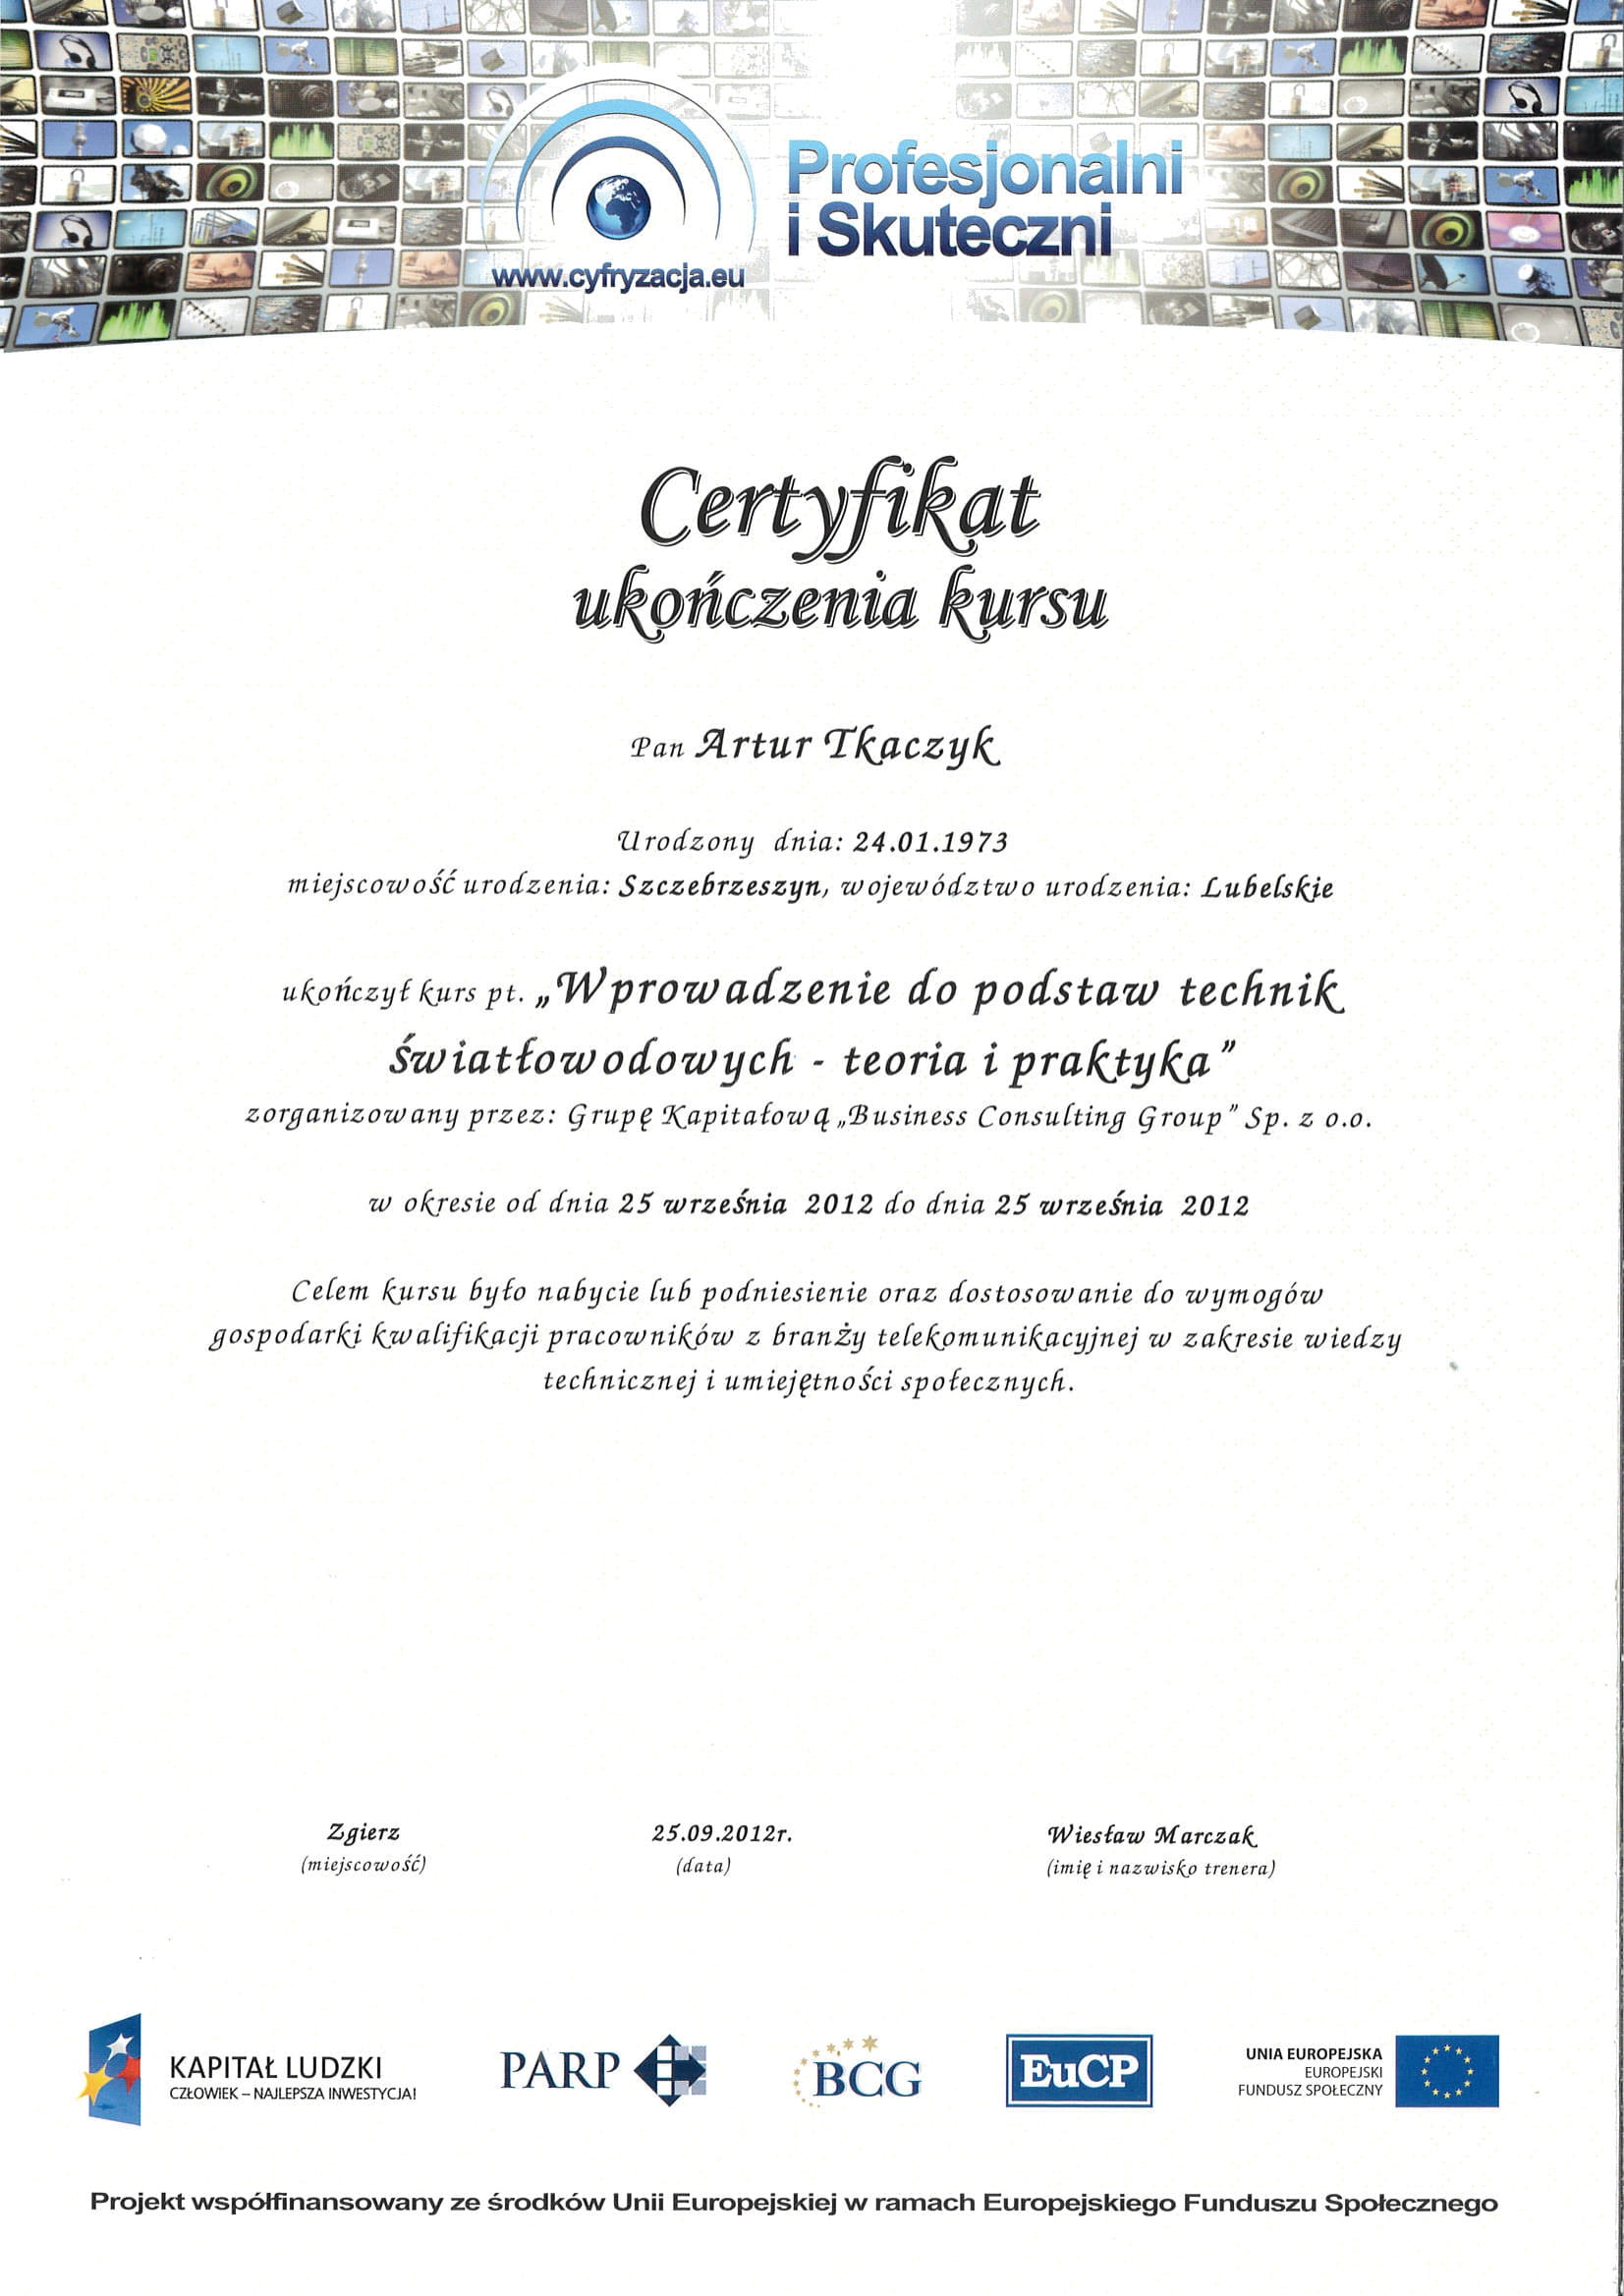 Profesjonalni
i Skuteczni
www.cyfryzacja.eu
Certyfikat
ukończenia kursu
Pan Artur Tkaczyk
Urodzony dnia: 24.01.1973
miejscowość urodzenia: Szczebrzeszyn, województwo urodzenia: Lubelskie
ukończył kurs pt. „Wprowadzenie do podstaw technik
światłowodowych - teoria i praktyka”
zorganizowany przez: Grupę Kapitałową „Business Consulting Group” Sp. z o.o.
w okresie od dnia 25 września 2012 do dnia 25 września 2012
Celem kursu było nabycie lub podniesienie oraz dostosowanie do wymogów
gospodarki kwalifikacji pracowników z branży telekomunikacyjnej w zakresie wiedzy
technicznej i umiejętności społecznych.
Zgierz
(miejscowość)
25.09.2012r.
(data)
Wiesław Marczak
(imię i nazwisko trenera)
KAPITAŁ LUDZKI
CZŁOWIEK – NAJLEPSZA INWESTYCJA!
PARP
BCG
EuCP
UNIA EUROPEJSKA
EUROPEJSKI
FUNDUSZ SPOŁECZNY
Projekt współfinansowany ze środków Unii Europejskiej w ramach Europejskiego Funduszu Społecznego